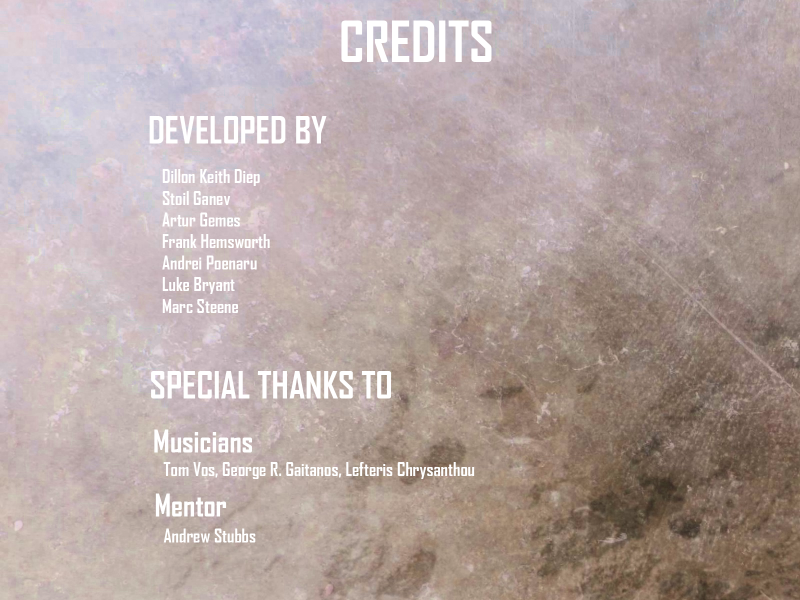 CREDITS
DEVELOPED BY
Dillon Keith Diep
Stoil Ganev
Artur Gemes
Frank Hemsworth
Andrei Poenaru
Luke Bryant
Marc Steene
SPECIAL THANKS TO
Musicians
Tom Vos, George R. Gaitanos, Lefteris Chrysanthou
Mentor
Andrew Stubbs